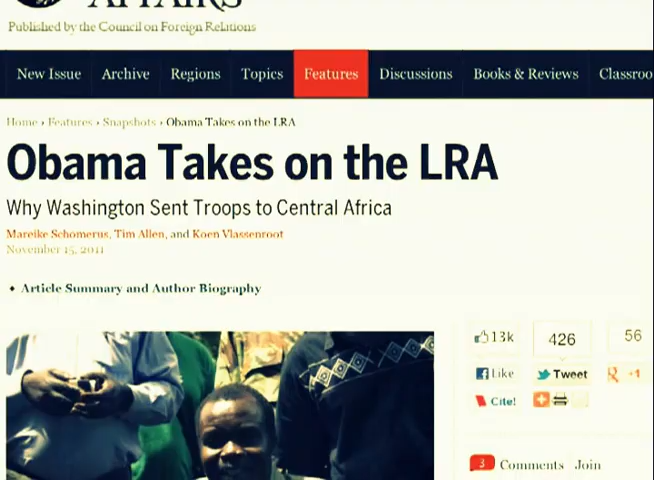 AFFAIRS
Published by the Council on Foreign Relations
New Issue Archive Regions Topics Features Discussions Books & Reviews Classroo
Home › Features › Snapshots › Obama Takes on the LRA
Obama Takes on the LRA
Why Washington Sent Troops to Central Africa
Mareike Schomerus, Tim Allen, and Koen Vlassenroot
November 15, 2011
Article Summary and Author Biography
13k 426 56
Like Tweet +1
Cite!
3 Comments Join